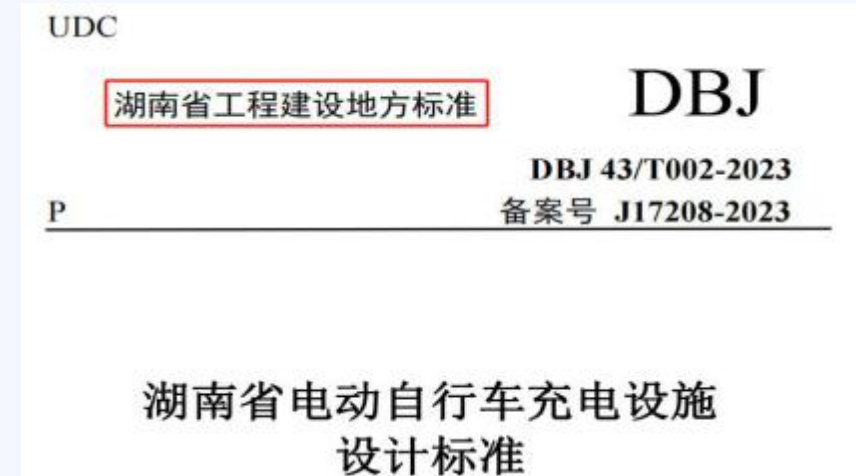 UDC
湖南省工程建设地方标准
DBJ
DBJ 43/T002-2023
P
备案号 J17208-2023
湖南省电动自行车充电设施
设计标准